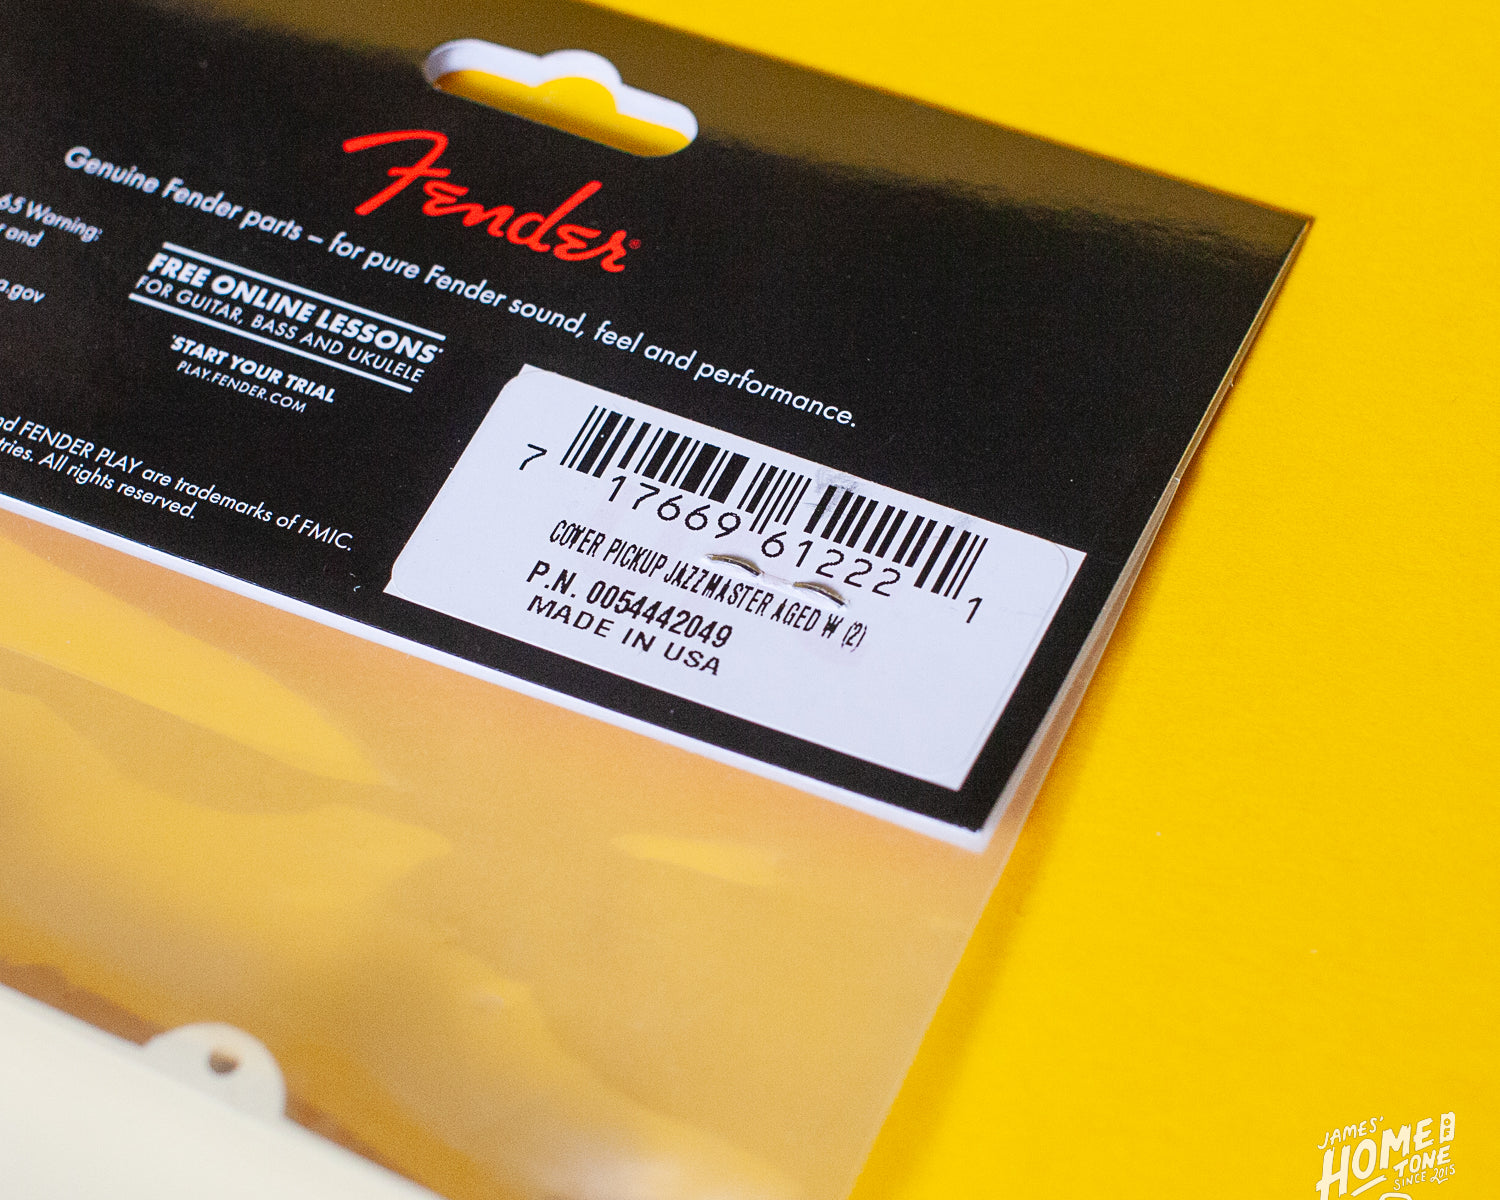 Fender®
Genuine Fender parts – for pure Fender sound, feel and performance.
65 Warning:
and
.gov
FREE ONLINE LESSONS*
FOR GUITAR, BASS AND UKULELE
*START YOUR TRIAL
PLAY.FENDER.COM
FENDER PLAY are trademarks of FMIC.
All rights reserved.
7 17669 61222 1
COVER PICKUP JAZZMASTER AGED W (2)
P.N. 0054442049
MADE IN USA
JAMES'
HOME OF
TONE
SINCE 2015